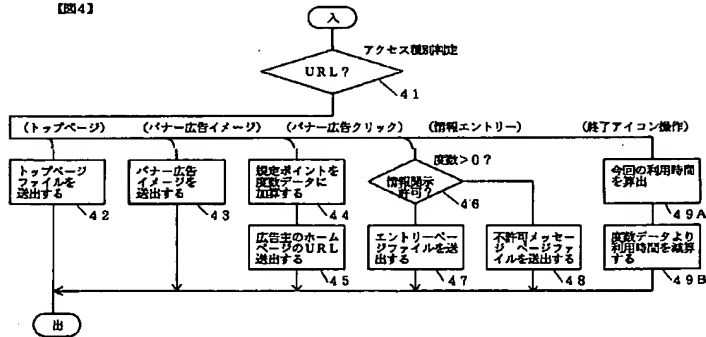 【図4】
入
アクセス種別判定
URL?
41
(トップページ)
(バナー広告イメージ)
(バナー広告クリック)
(情報エントリー)
(終了アイコン操作)
トップページ
ファイルを
送出する
42
バナー広告
イメージを
送出する
43
規定ポイントを
度数データに
加算する
44
広告主のホーム
ページのURL
送出する
45
度数>0?
情報開示
許可?
46
エントリーペー
ジファイルを送
出する
47
不許可メッセー
ジ ページファ
イルを送出する
48
今回の利用時間
を算出
49A
度数データより
利用時間を減算
する
49B
出